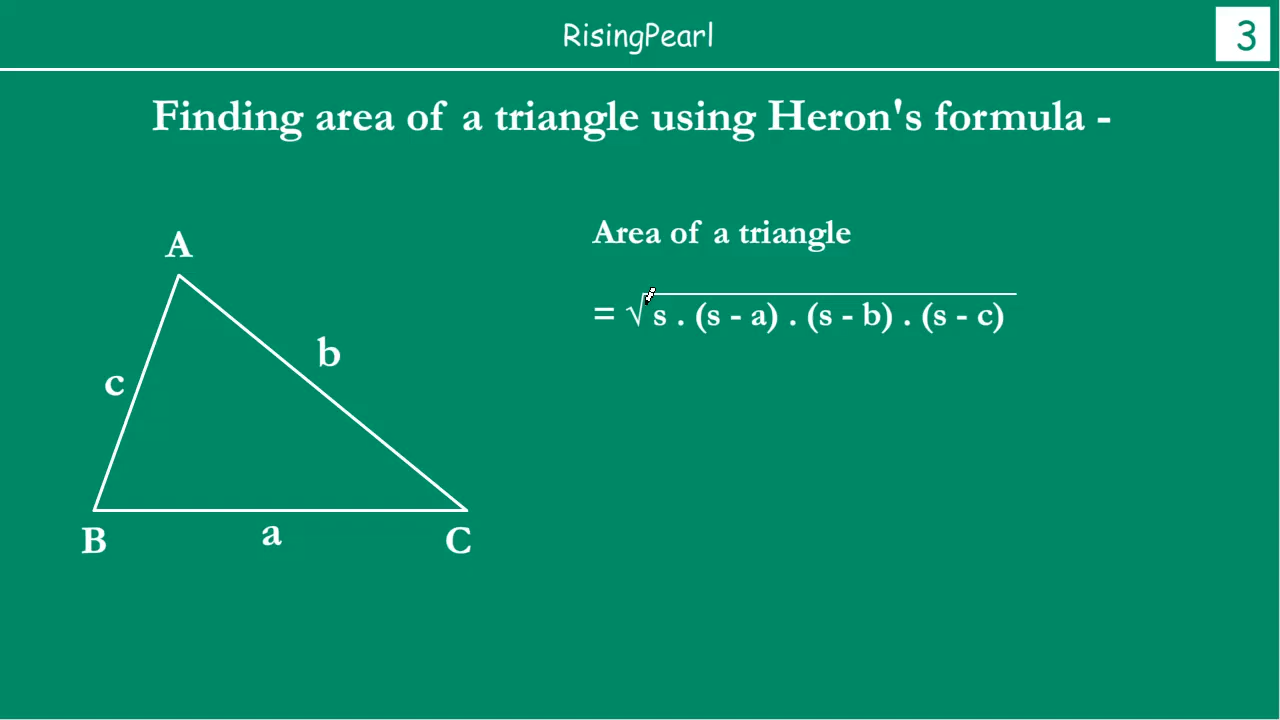 RisingPearl
3
Finding area of a triangle using Heron's formula -
Area of a triangle
= √s . (s - a) . (s - b) . (s - c)
A
b
c
B
a
C